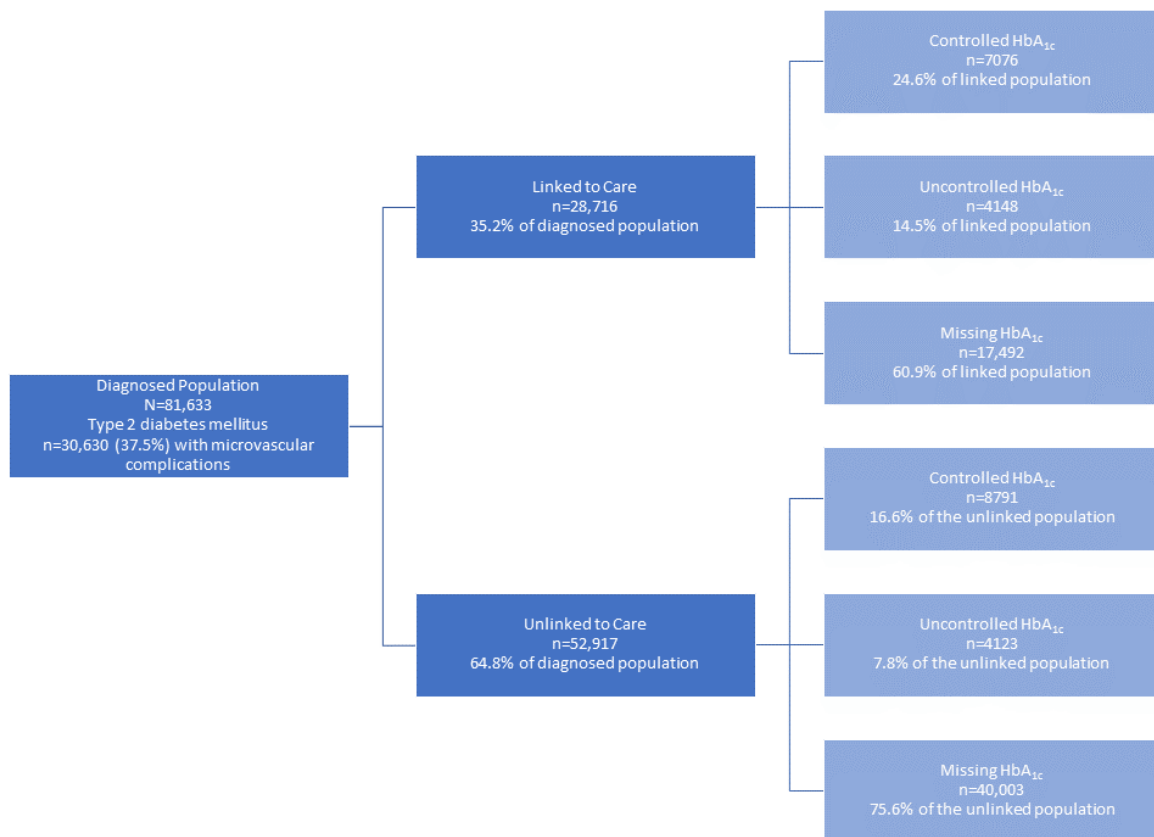 Diagnosed Population
N=81,633
Type 2 diabetes mellitus
n=30,630 (37.5%) with microvascular
complications
Linked to Care
n=28,716
35.2% of diagnosed population
Controlled HbA1c
n=7076
24.6% of linked population
Uncontrolled HbA1c
n=4148
14.5% of linked population
Missing HbA1c
n=17,492
60.9% of linked population
Unlinked to Care
n=52,917
64.8% of diagnosed population
Controlled HbA1c
n=8791
16.6% of the unlinked population
Uncontrolled HbA1c
n=4123
7.8% of the unlinked population
Missing HbA1c
n=40,003
75.6% of the unlinked population